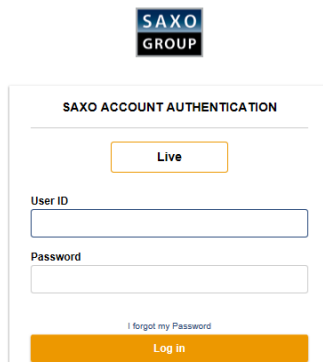 SAXO
GROUP
SAXO ACCOUNT AUTHENTICATION
Live
User ID
Password
I forgot my Password
Log in